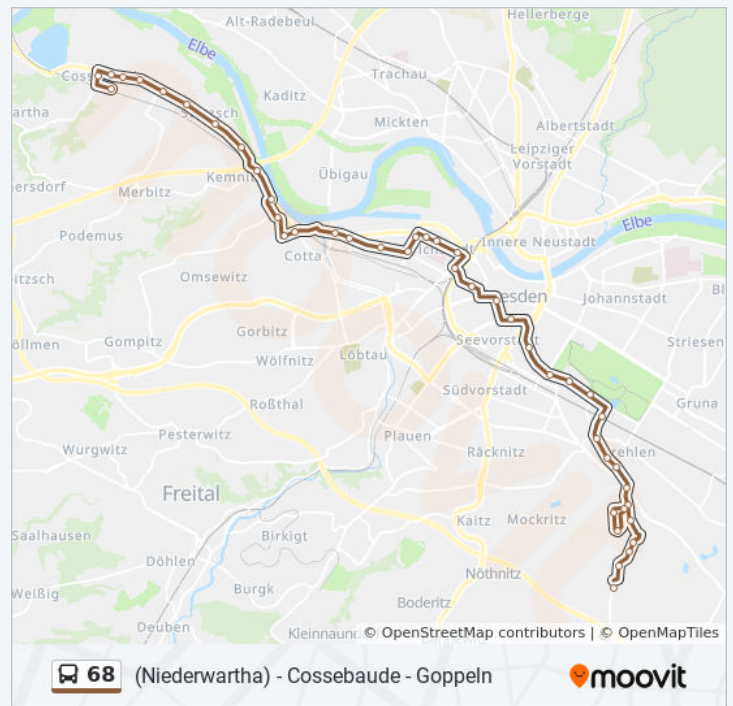 Hellerberge
Alt-Radebeul
Elbe
Trachau
Kaditz
Mickten
Albertstadt
Leipziger
Vorstadt
Merbitz
Übigau
Podemus
Innere Neustadt
Elbe
Cotta
Omsewitz
Johannstadt
Gompitz
Gorbitz
Striesen
Wölfnitz
Löbtau
Südvorstadt
Roßthal
Gruna
Pesterwitz
Plauen
Räcknitz
Wurgwitz
Freital
Kaitz
Mockritz
Saalhausen
Birkigt
Döhlen
Nöthnitz
Burgk
Weißig
Boderitz
Deuben
Kleinnaund
© OpenStreetMap contributors | © OpenMapTiles
68 (Niederwartha) - Cossebaude - Goppeln
moovit